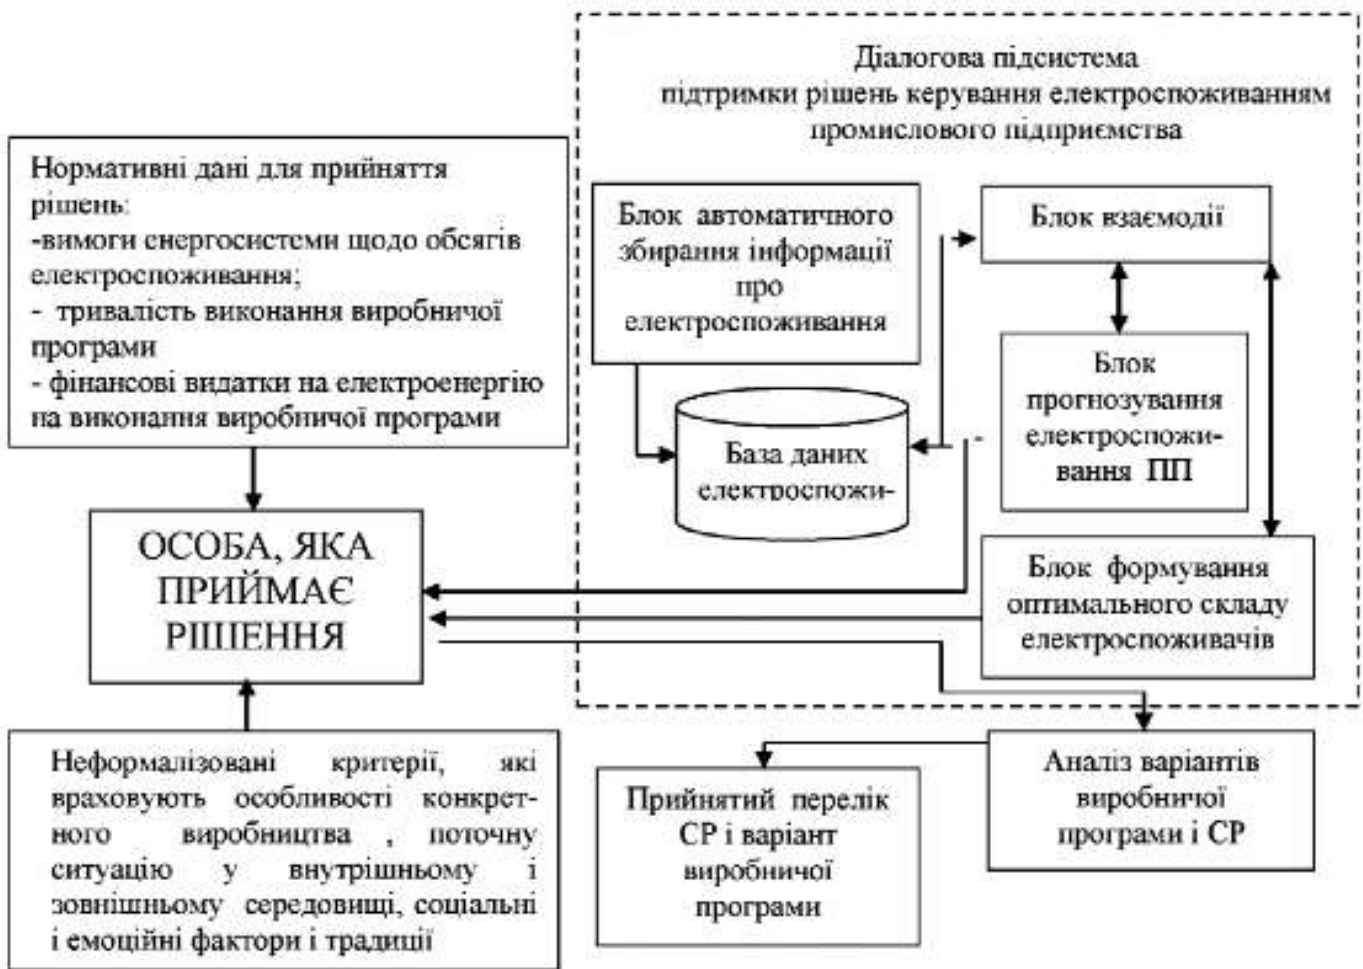 Діалогова підсистема
підтримки рішень керування електроспоживанням
промислового підприємства
Нормативні дані для прийняття
рішень:
-вимоги енергосистеми щодо обсягів
електроспоживання;
- тривалість виконання виробничої
програми
- фінансові видатки на електроенергію
на виконання виробничої програми
Блок автоматичного
збирання інформації
про
електроспоживання
Блок взаємодії
Блок
прогнозування
електроспожи-
вання ПП
База даних
електроспожи-
ОСОБА, ЯКА
ПРИЙМАЄ
РІШЕННЯ
Блок формування
оптимального складу
електроспоживачів
Неформалізовані критерії, які
враховують особливості конкрет-
ного виробництва , поточну
ситуацію у внутрішньому і
зовнішньому середовищі, соціальні
і емоційні фактори і традиції
Прийнятий перелік
СР і варіант
виробничої
програми
Аналіз варіантів
виробничої
програми і СР